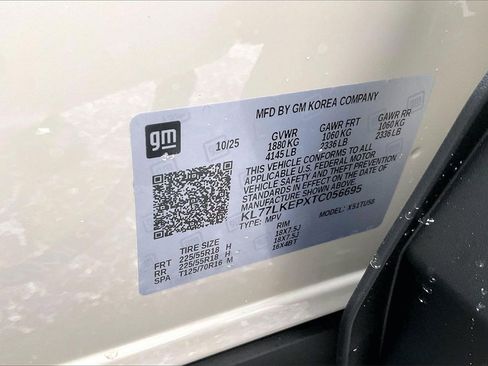 MFD BY GM KOREA COMPANY
gm
10/25
GVWR GAWR FRT GAWR RR
1880 KG 1060 KG 1060 KG
4145 LB 2336 LB 2336 LB
THIS VEHICLE CONFORMS TO ALL
APPLICABLE U.S. FEDERAL MOTOR
VEHICLE SAFETY AND THEFT PREVENTION
STANDARDS IN EFFECT ON THE DATE OF
MANUFACTURE SHOWN ABOVE.
KL77LKEPXTC056695
TYPE: MPV MODEL: X51TU58
TIRE SIZE RIM
FRT 225/55R18 H 18X7.5J
RR 225/55R18 H 18X7.5J
SPA T125/70R16 M 16X4BT